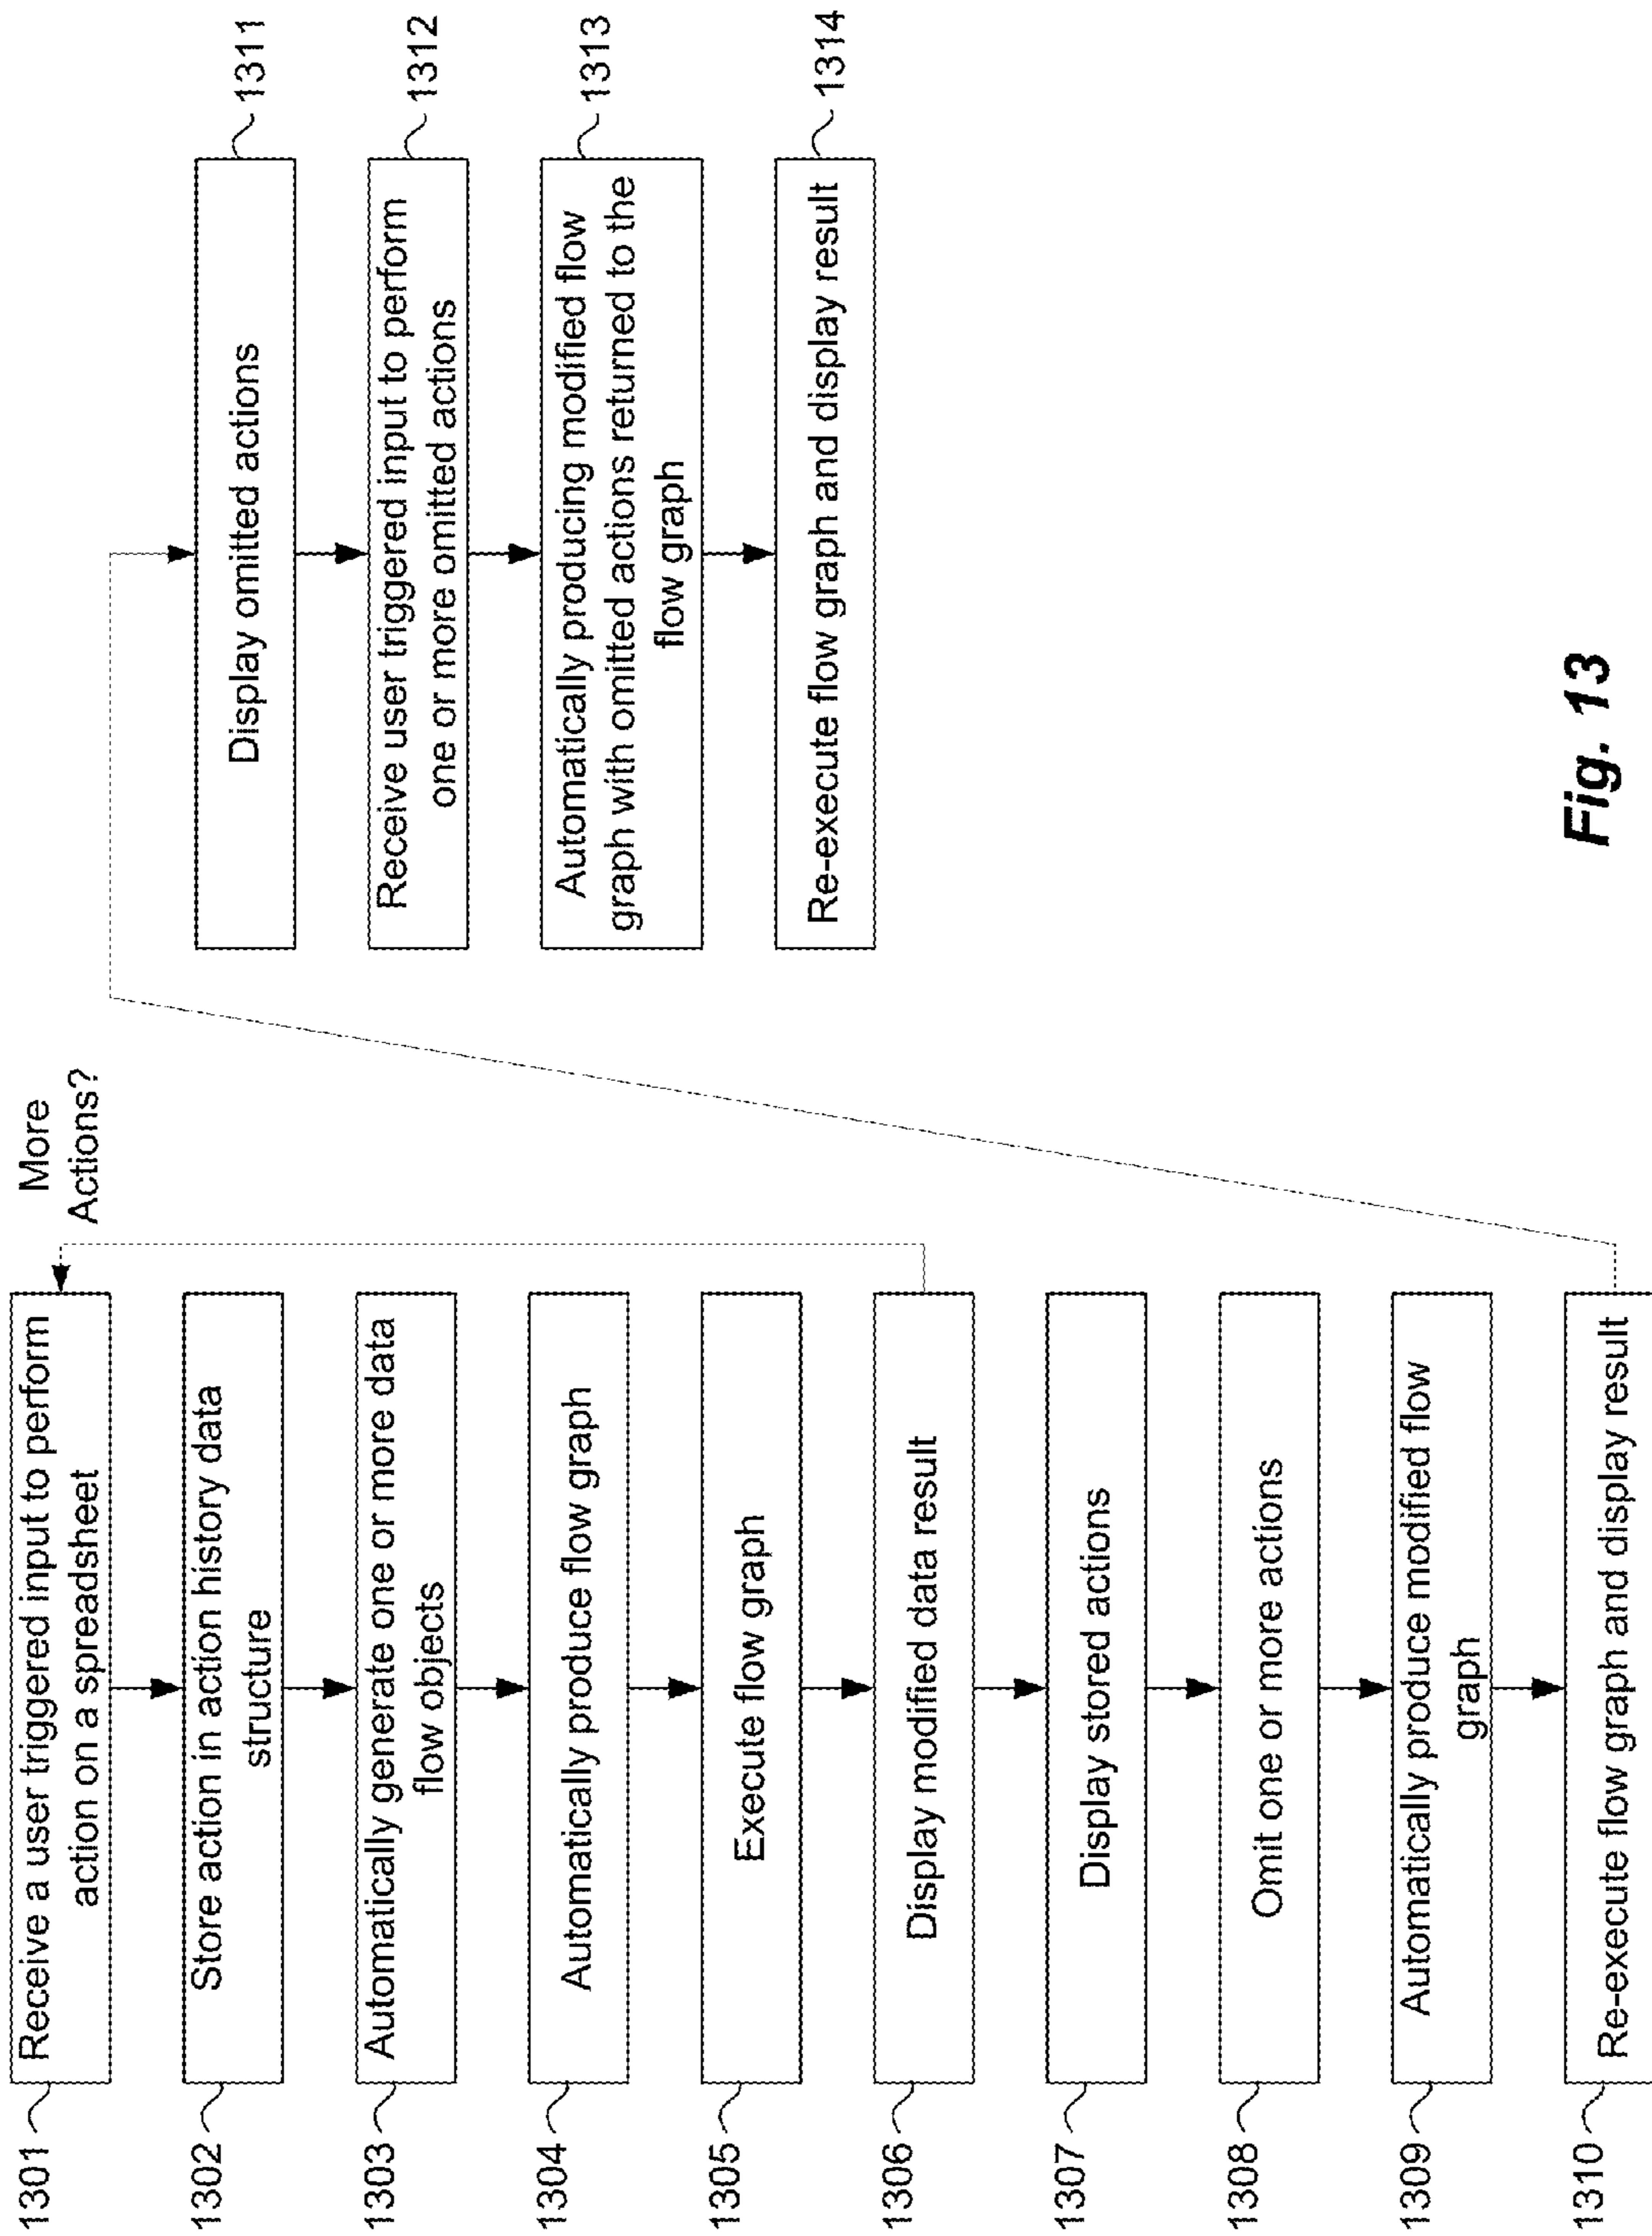 More
Actions?
1301
Receive a user triggered input to perform
action on a spreadsheet
1302
Store action in action history data
structure
1303
Automatically generate one or more data
flow objects
1304
Automatically produce flow graph
1305
Execute flow graph
1306
Display modified data result
1307
Display stored actions
1308
Omit one or more actions
1309
Automatically produce modified flow
graph
1310
Re-execute flow graph and display result
Display omitted actions
1311
Receive user triggered input to perform
one or more omitted actions
1312
Automatically producing modified flow
graph with omitted actions returned to the
flow graph
1313
Re-execute flow graph and display result
1314
Fig. 13